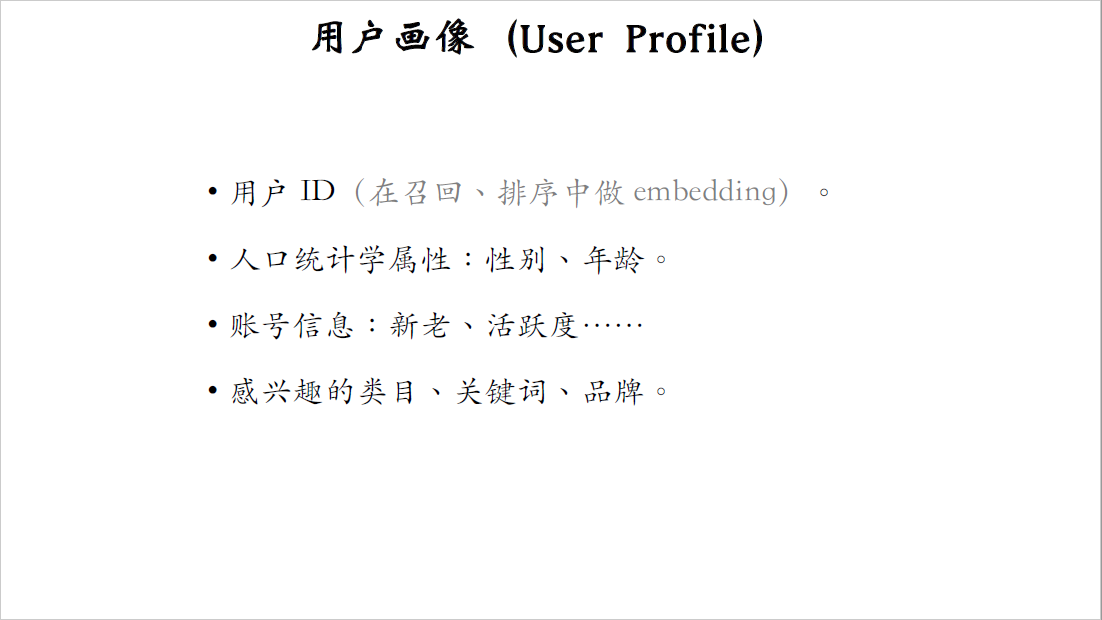 用户画像 (User Profile)
• 用户 ID（在召回、排序中做 embedding）。
• 人口统计学属性：性别、年龄。
• 账号信息：新老、活跃度……
• 感兴趣的类目、关键词、品牌。